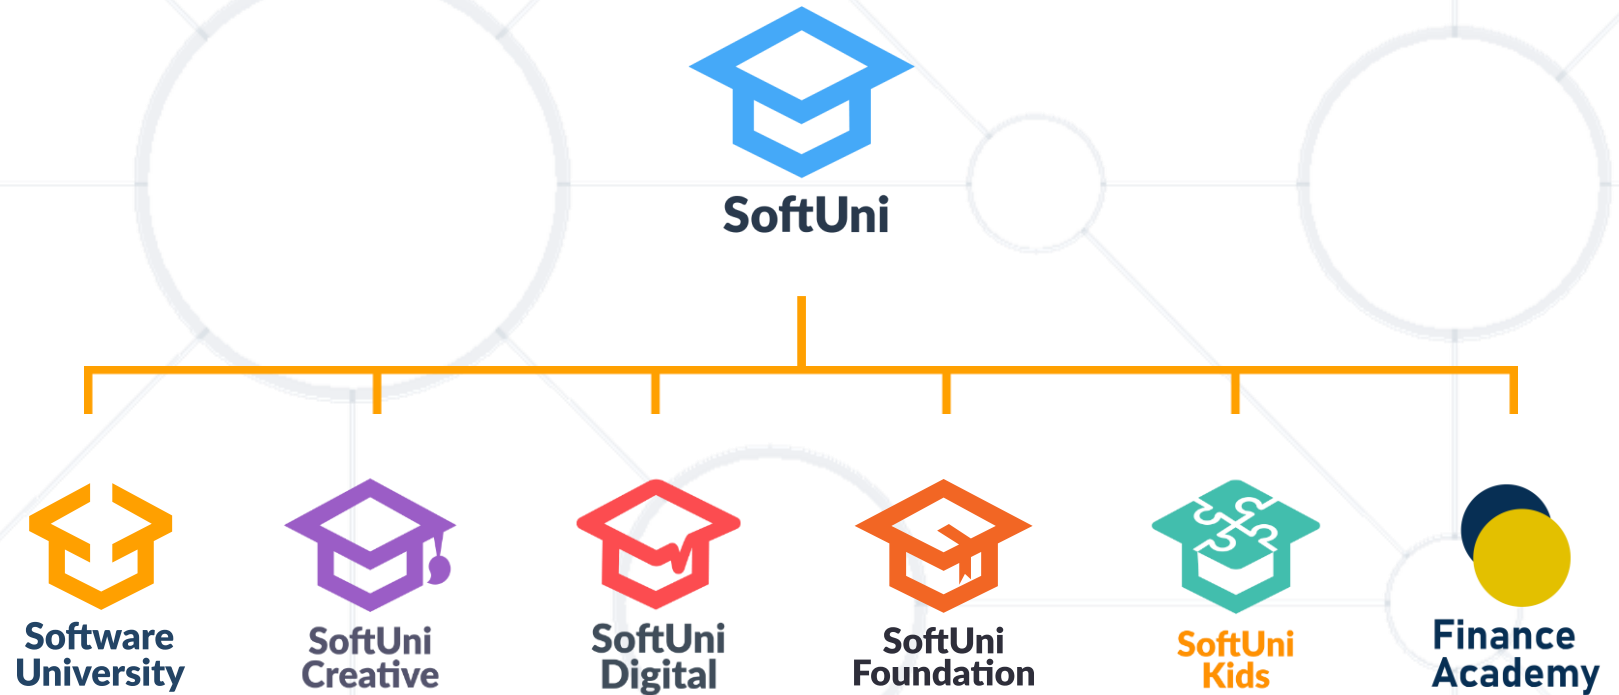 SoftUni
Software
University
SoftUni
Creative
SoftUni
Digital
SoftUni
Foundation
SoftUni
Kids
Finance
Academy